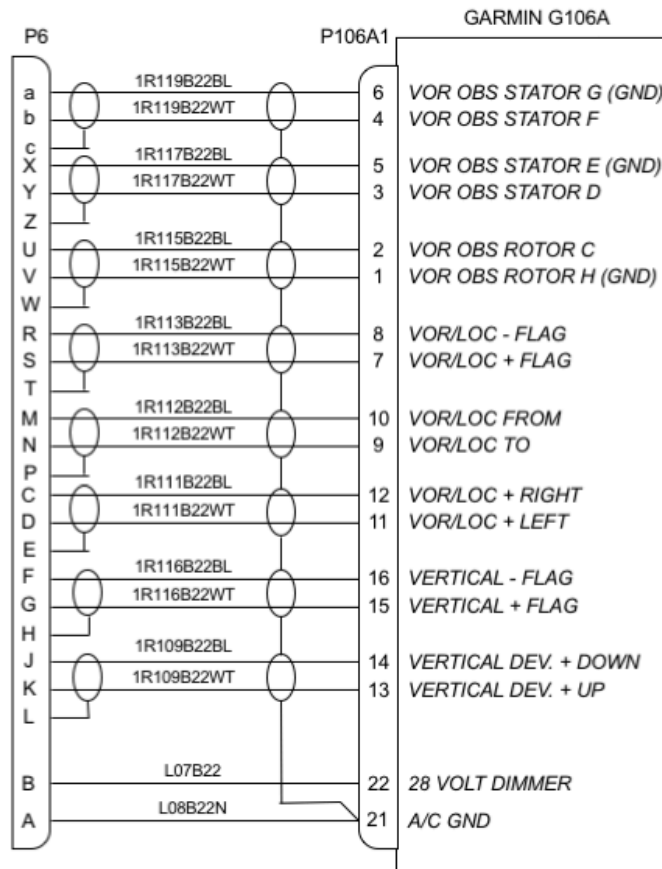 GARMIN G106A
P6 P106A1
a 1R119B22BL 6 VOR OBS STATOR G (GND)
b 1R119B22WT 4 VOR OBS STATOR F
c
X 1R117B22BL 5 VOR OBS STATOR E (GND)
Y 1R117B22WT 3 VOR OBS STATOR D
Z
U 1R115B22BL 2 VOR OBS ROTOR C
V 1R115B22WT 1 VOR OBS ROTOR H (GND)
W
R 1R113B22BL 8 VOR/LOC - FLAG
S 1R113B22WT 7 VOR/LOC + FLAG
T
M 1R112B22BL 10 VOR/LOC FROM
N 1R112B22WT 9 VOR/LOC TO
P
C 1R111B22BL 12 VOR/LOC + RIGHT
D 1R111B22WT 11 VOR/LOC + LEFT
E
F 1R116B22BL 16 VERTICAL - FLAG
G 1R116B22WT 15 VERTICAL + FLAG
H
J 1R109B22BL 14 VERTICAL DEV. + DOWN
K 1R109B22WT 13 VERTICAL DEV. + UP
L
B L07B22 22 28 VOLT DIMMER
A L08B22N 21 A/C GND